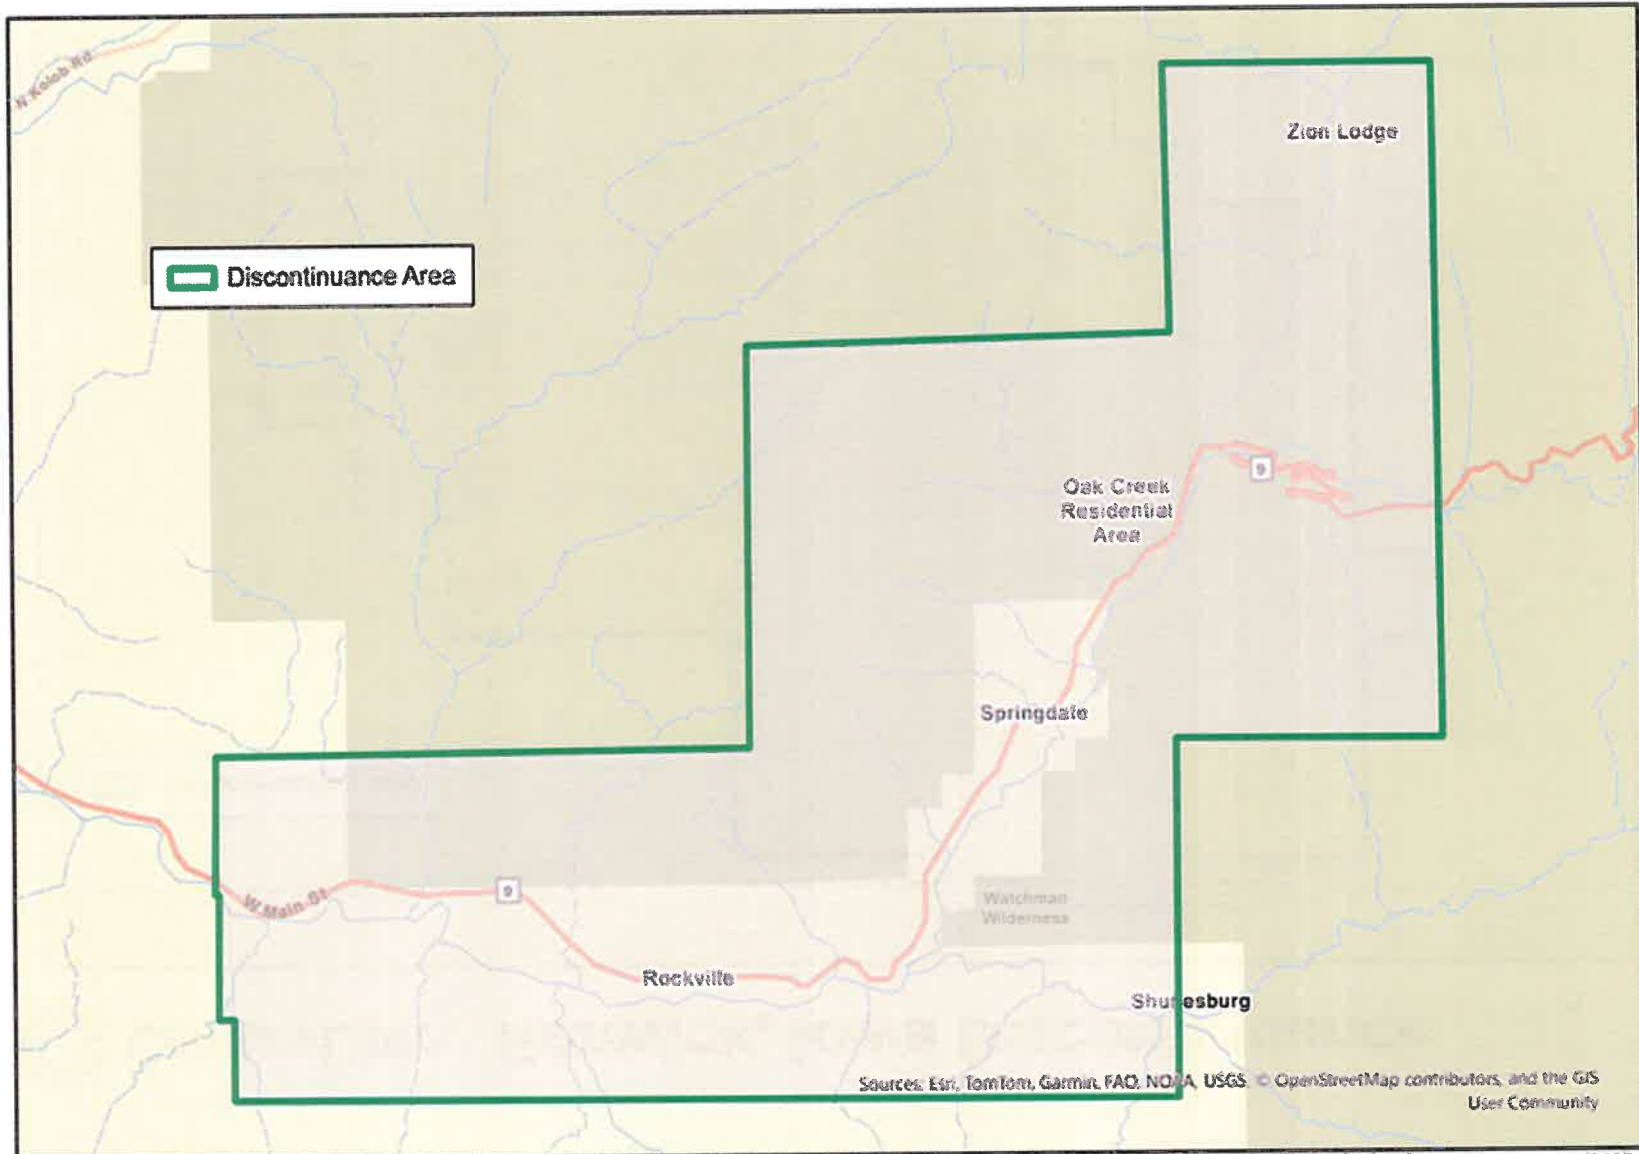 N Kolob Rd
Zion Lodge
Discontinuance Area
9
Oak Creek
Residential
Area
Springdale
W Main St
9
Watchman
Wilderness
Rockville
Shunesburg
Sources: Esri, TomTom, Garmin, FAO, NOAA, USGS, © OpenStreetMap contributors, and the GIS
User Community